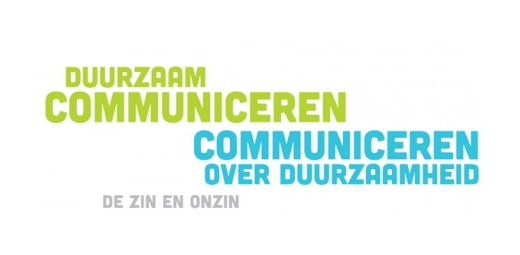 DUURZAAM
COMMUNICEREN
COMMUNICEREN
OVER DUURZAAMHEID
DE ZIN EN ONZIN